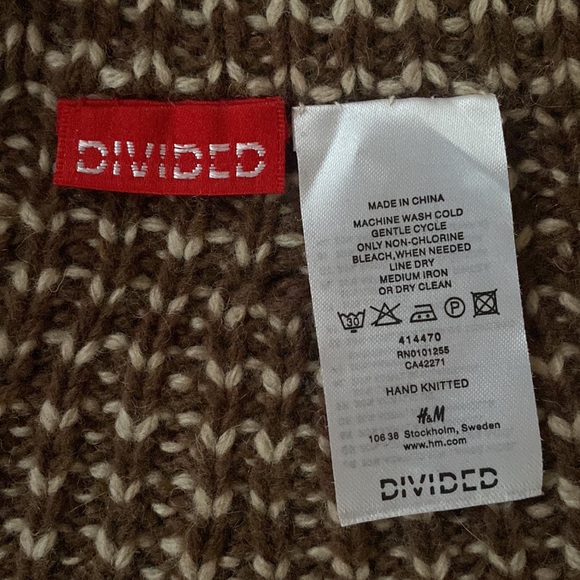 DIVIDED
MADE IN CHINA
MACHINE WASH COLD
GENTLE CYCLE
ONLY NON-CHLORINE
BLEACH,WHEN NEEDED
LINE DRY
MEDIUM IRON
OR DRY CLEAN
30 P
414470
RN0101255
CA42271
HAND KNITTED
H&M
106 38 Stockholm, Sweden
www.hm.com
DIVIDED